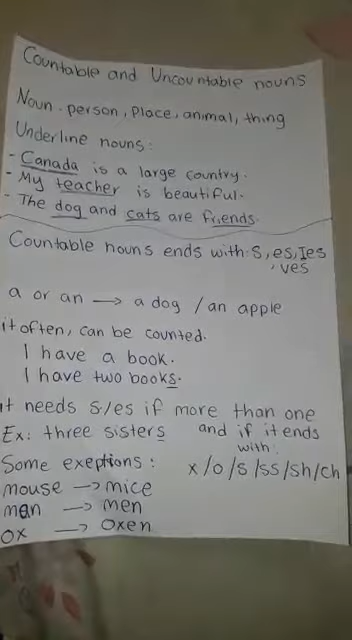 Countable and Uncountable nouns
Noun. person, place, animal, thing
Underline nouns:
- Canada is a large country.
- My teacher is beautiful.
- The dog and cats are friends.
Countable nouns ends with: s, es, Ies
, ves
a or an → a dog / an apple
it often, can be counted.
I have a book.
I have two books.
it needs s/es if more than one
Ex: three sisters and if it ends
with:
Some exeptions: x/o/s/ss/sh/ch
mouse → mice
man → men
ox → oxen